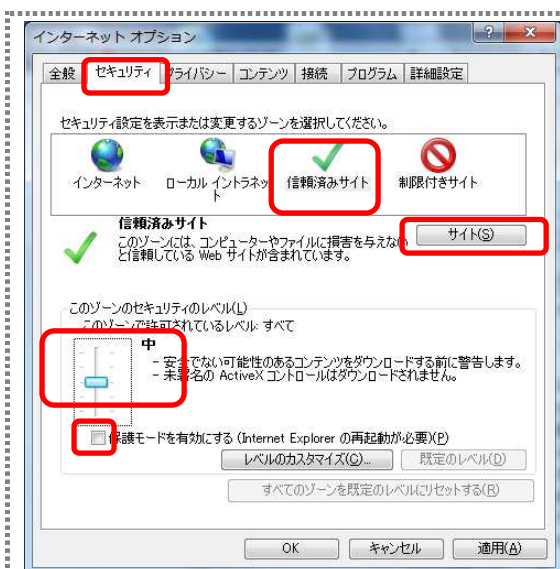 インターネット オプション
全般 セキュリティ プライバシー コンテンツ 接続 プログラム 詳細設定
セキュリティ設定を表示または変更するゾーンを選択してください。
インターネット ローカル イントラネッ 信頼済みサイト 制限付きサイト
ト
信頼済みサイト
サイト(S)
このゾーンには、コンピューターやファイルに損害を与えない
と信頼している Web サイトが含まれています。
このゾーンのセキュリティのレベル(L)
このゾーンで許可されているレベル: すべて
中
- 安全でない可能性のあるコンテンツをダウンロードする前に警告します。
- 未署名の ActiveX コントロールはダウンロードされません。
保護モードを有効にする (Internet Explorer の再起動が必要)(P)
レベルのカスタマイズ(C)... 既定のレベル(D)
すべてのゾーンを既定のレベルにリセットする(R)
OK キャンセル 適用(A)